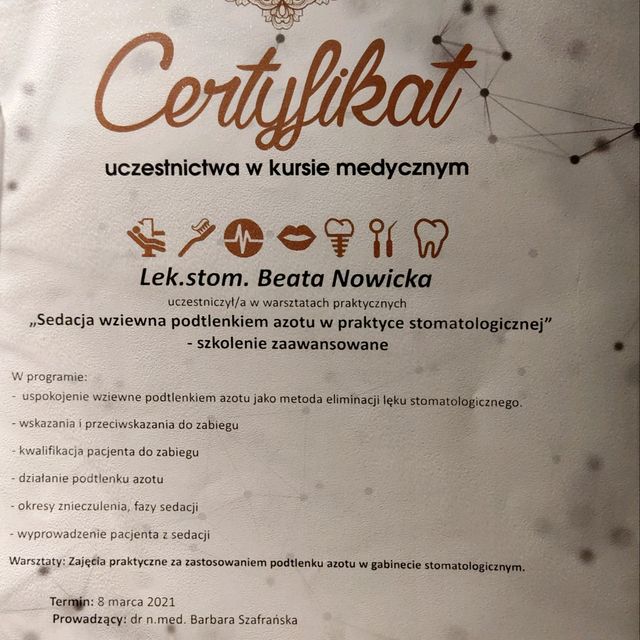 Certyfikat
uczestnictwa w kursie medycznym
Lek.stom. Beata Nowicka
uczestniczył/a w warsztatach praktycznych
„Sedacja wziewna podtlenkiem azotu w praktyce stomatologicznej”
- szkolenie zaawansowane
W programie:
- uspokojenie wziewne podtlenkiem azotu jako metoda eliminacji lęku stomatologicznego.
- wskazania i przeciwskazania do zabiegu
- kwalifikacja pacjenta do zabiegu
- działanie podtlenku azotu
- okresy znieczulenia, fazy sedacji
- wyprowadzenie pacjenta z sedacji
Warsztaty: Zajęcia praktyczne za zastosowaniem podtlenku azotu w gabinecie stomatologicznym.
Termin: 8 marca 2021
Prowadzący: dr n.med. Barbara Szafrańska